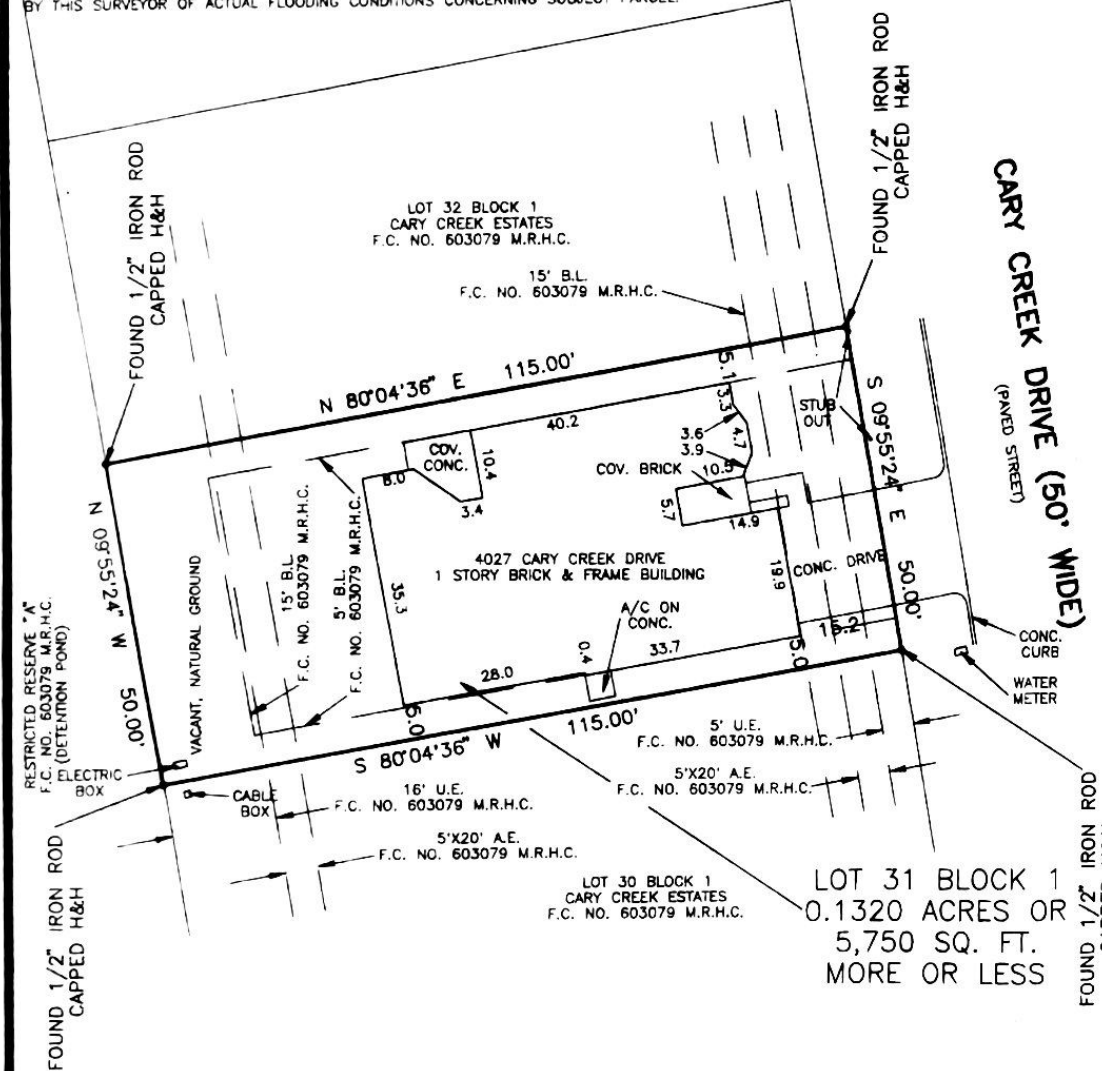 BY THIS SURVEYOR OF ACTUAL FLOODING CONDITIONS CONCERNING SUBJECT PARCEL.
FOUND 1/2" IRON ROD
CAPPED H&H
FOUND 1/2" IRON ROD
CAPPED H&H
CARY CREEK DRIVE (50' WIDE)
(PAVED STREET)
LOT 32 BLOCK 1
CARY CREEK ESTATES
F.C. NO. 603079 M.R.H.C.
15' B.L.
F.C. NO. 603079 M.R.H.C.
N 80°04'36" E 115.00'
5.1
3.3
40.2
STUB
OUT
S 09°55'24" E 50.00'
3.6
4.7
3.9
COV.
CONC.
10.4
8.0
3.4
COV. BRICK
10.5
5.7
14.9
N 09°55'24" W 50.00'
VACANT, NATURAL GROUND
15' B.L.
F.C. NO. 603079 M.R.H.C.
5' B.L.
F.C. NO. 603079 M.R.H.C.
35.3
4027 CARY CREEK DRIVE
1 STORY BRICK & FRAME BUILDING
19.9
CONC. DRIVE
A/C ON
CONC.
RESTRICTED RESERVE "A"
F.C. NO. 603079 M.R.H.C.
(DETENTION POND)
28.0
0.4
33.7
15.2
5.0
5.0
CONC.
CURB
WATER
METER
S 80°04'36" W 115.00'
ELECTRIC
BOX
CABLE
BOX
5' U.E.
F.C. NO. 603079 M.R.H.C.
5'X20' A.E.
F.C. NO. 603079 M.R.H.C.
16' U.E.
F.C. NO. 603079 M.R.H.C.
5'X20' A.E.
F.C. NO. 603079 M.R.H.C.
LOT 30 BLOCK 1
CARY CREEK ESTATES
F.C. NO. 603079 M.R.H.C.
LOT 31 BLOCK 1
0.1320 ACRES OR
5,750 SQ. FT.
MORE OR LESS
FOUND 1/2" IRON ROD
CAPPED H&H
FOUND 1/2" IRON ROD